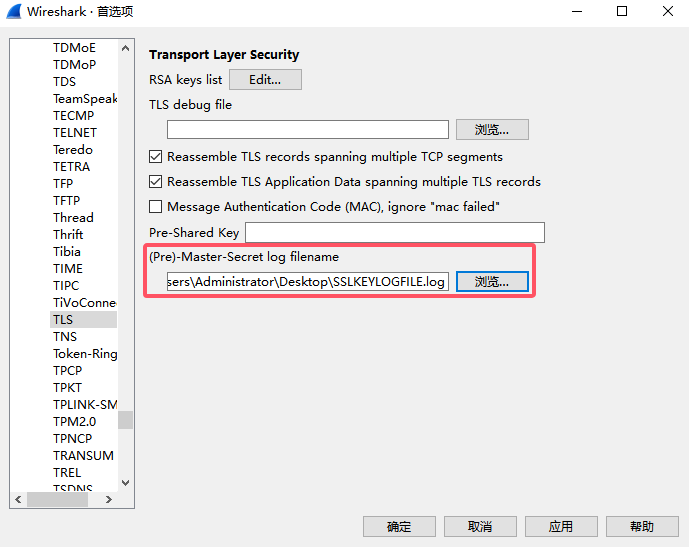 Wireshark · 首选项
TDMoE
TDMoP
TDS
TeamSpeak
TECMP
TELNET
Teredo
TETRA
TFP
TFTP
Thread
Thrift
Tibia
TIME
TIPC
TiVoConne
TLS
TNS
Token-Ring
TPCP
TPKT
TPLINK-SM
TPM2.0
TPNCP
TRANSUM
TREL
TSDNS
Transport Layer Security
RSA keys list Edit...
TLS debug file
浏览...
Reassemble TLS records spanning multiple TCP segments
Reassemble TLS Application Data spanning multiple TLS records
Message Authentication Code (MAC), ignore "mac failed"
Pre-Shared Key
(Pre)-Master-Secret log filename
sers\Administrator\Desktop\SSLKEYLOGFILE.log 浏览...
确定 取消 应用 帮助